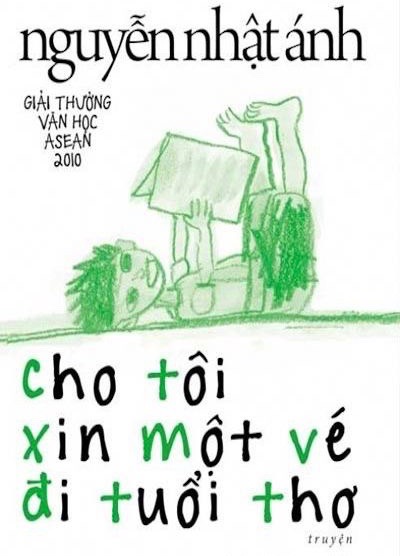 nguyễn nhật ánh
GIẢI THƯỞNG
VĂN HỌC
ASEAN
2010
cho tôi
xin một vé
đi tuổi thơ
truyện